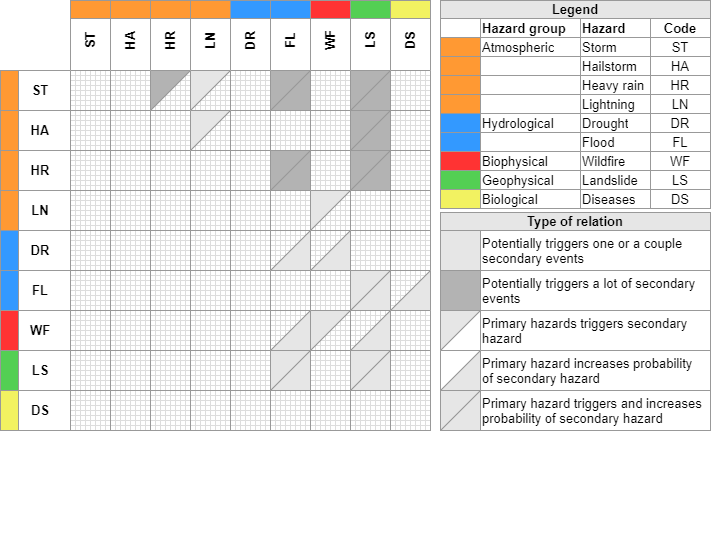 ST HA HR LN DR FL WF LS DS
ST
HA
HR
LN
DR
FL
WF
LS
DS
Legend
Hazard group Hazard Code
Atmospheric Storm ST
Hailstorm HA
Heavy rain HR
Lightning LN
Hydrological Drought DR
Flood FL
Biophysical Wildfire WF
Geophysical Landslide LS
Biological Diseases DS
Type of relation
Potentially triggers one or a couple
secondary events
Potentially triggers a lot of secondary
events
Primary hazards triggers secondary
hazard
Primary hazard increases probability
of secondary hazard
Primary hazard triggers and increases
probability of secondary hazard